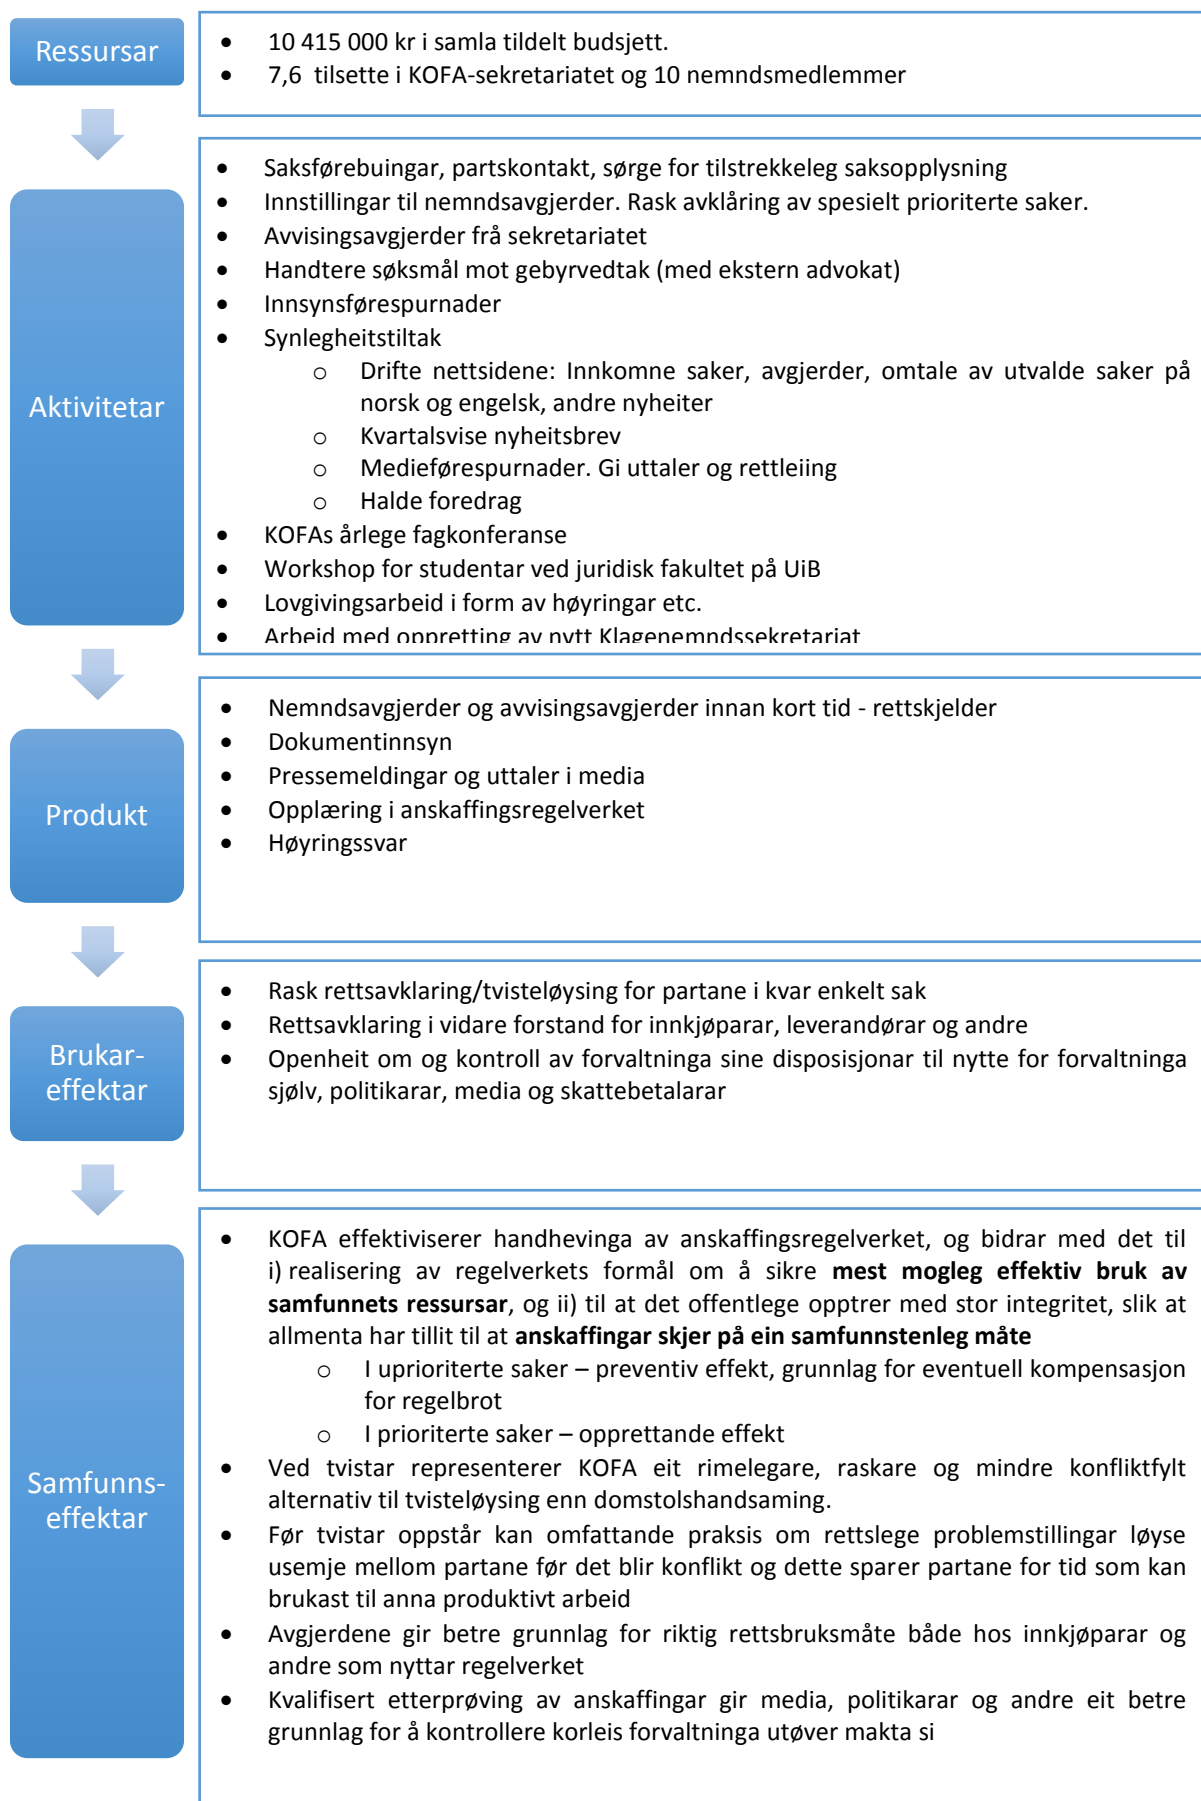 Ressursar
• 10 415 000 kr i samla tildelt budsjett.
• 7,6 tilsette i KOFA-sekretariatet og 10 nemndsmedlemmer
Aktivitetar
• Saksførebuingar, partskontakt, sørge for tilstrekkeleg saksopplysning
• Innstillingar til nemndsavgjerder. Rask avklåring av spesielt prioriterte saker.
• Avvisingsavgjerder frå sekretariatet
• Handtere søksmål mot gebyrvedtak (med ekstern advokat)
• Innsynsførespurnader
• Synlegheitstiltak
o Drifte nettsidene: Innkomne saker, avgjerder, omtale av utvalde saker på
norsk og engelsk, andre nyheiter
o Kvartalsvise nyheitsbrev
o Medieførespurnader. Gi uttaler og rettleiing
o Halde foredrag
• KOFAs årlege fagkonferanse
• Workshop for studentar ved juridisk fakultet på UiB
• Lovgivingsarbeid i form av høyringar etc.
• Arbeid med oppretting av nytt Klagenemndssekretariat
Produkt
• Nemndsavgjerder og avvisingsavgjerder innan kort tid - rettskjelder
• Dokumentinnsyn
• Pressemeldingar og uttaler i media
• Opplæring i anskaffingsregelverket
• Høyringssvar
Brukar-
effektar
• Rask rettsavklaring/tvisteløysing for partane i kvar enkelt sak
• Rettsavklaring i vidare forstand for innkjøparar, leverandørar og andre
• Openheit om og kontroll av forvaltninga sine disposisjonar til nytte for forvaltninga
sjølv, politikarar, media og skattebetalarar
Samfunns-
effektar
• KOFA effektiviserer handhevinga av anskaffingsregelverket, og bidrar med det til
i) realisering av regelverkets formål om å sikre mest mogleg effektiv bruk av
samfunnets ressursar, og ii) til at det offentlege opptrer med stor integritet, slik at
allmenta har tillit til at anskaffingar skjer på ein samfunnstenleg måte
o I uprioriterte saker – preventiv effekt, grunnlag for eventuell kompensasjon
for regelbrot
o I prioriterte saker – opprettande effekt
• Ved tvistar representerer KOFA eit rimelegare, raskare og mindre konfliktfylt
alternativ til tvisteløysing enn domstolshandsaming.
• Før tvistar oppstår kan omfattande praksis om rettslege problemstillingar løyse
usemje mellom partane før det blir konflikt og dette sparer partane for tid som kan
brukast til anna produktivt arbeid
• Avgjerdene gir betre grunnlag for riktig rettsbruksmåte både hos innkjøparar og
andre som nyttar regelverket
• Kvalifisert etterprøving av anskaffingar gir media, politikarar og andre eit betre
grunnlag for å kontrollere korleis forvaltninga utøver makta si